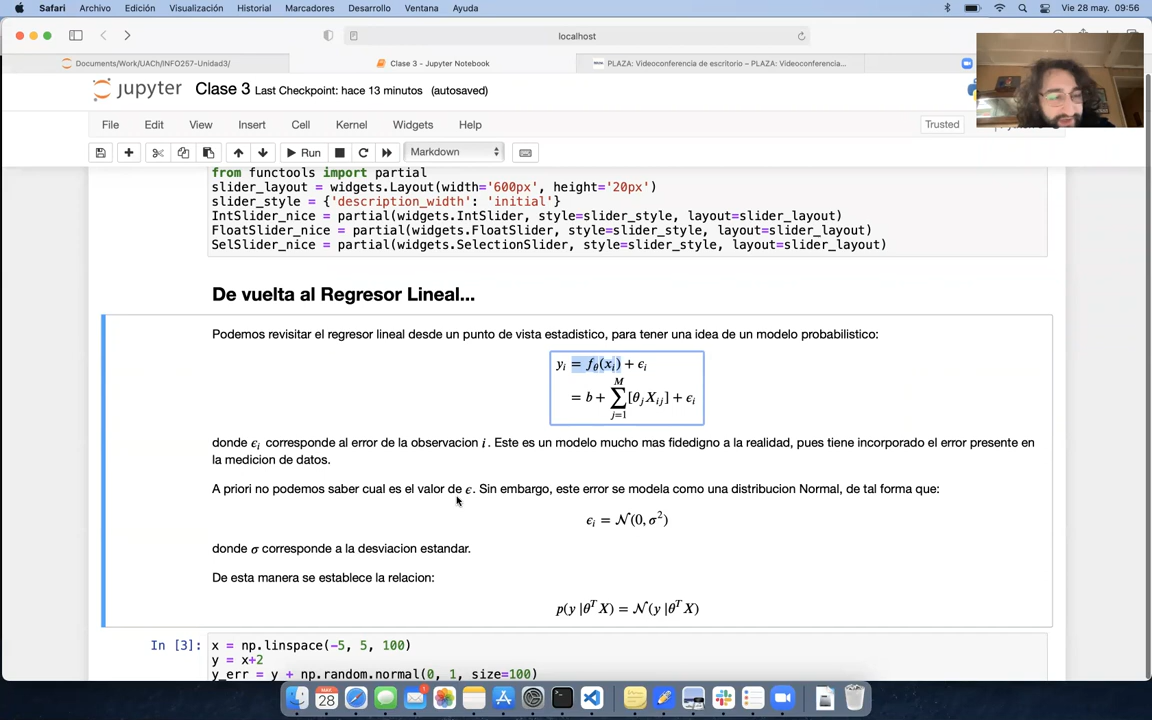 Safari Archivo Edición Visualización Historial Marcadores Desarrollo Ventana Ayuda Vie 28 may. 09:56
localhost
Documents/Work/UACh/INFO257-Unidad3/ Clase 3 - Jupyter Notebook PLAZA: Videoconferencia de escritorio – PLAZA: Videoconferencia...
jupyter Clase 3 Last Checkpoint: hace 13 minutos (autosaved)
File Edit View Insert Cell Kernel Widgets Help Trusted
Run Markdown
from functools import partial
slider_layout = widgets.Layout(width='600px', height='20px')
slider_style = {'description_width': 'initial'}
IntSlider_nice = partial(widgets.IntSlider, style=slider_style, layout=slider_layout)
FloatSlider_nice = partial(widgets.FloatSlider, style=slider_style, layout=slider_layout)
SelSlider_nice = partial(widgets.SelectionSlider, style=slider_style, layout=slider_layout)
De vuelta al Regresor Lineal...
Podemos revisitar el regresor lineal desde un punto de vista estadistico, para tener una idea de un modelo probabilistico:
y_i = f_θ(x_i) + ϵ_i
= b + ∑_{j=1}^{M} [θ_j X_{ij}] + ϵ_i
donde ϵ_i corresponde al error de la observacion i. Este es un modelo mucho mas fidedigno a la realidad, pues tiene incorporado el error presente en
la medicion de datos.
A priori no podemos saber cual es el valor de ϵ. Sin embargo, este error se modela como una distribucion Normal, de tal forma que:
ϵ_i = 𝒩(0, σ²)
donde σ corresponde a la desviacion estandar.
De esta manera se establece la relacion:
p(y |θ^T X) = 𝒩(y |θ^T X)
In [3]: x = np.linspace(-5, 5, 100)
y = x+2
y_err = y + np.random.normal(0, 1, size=100)